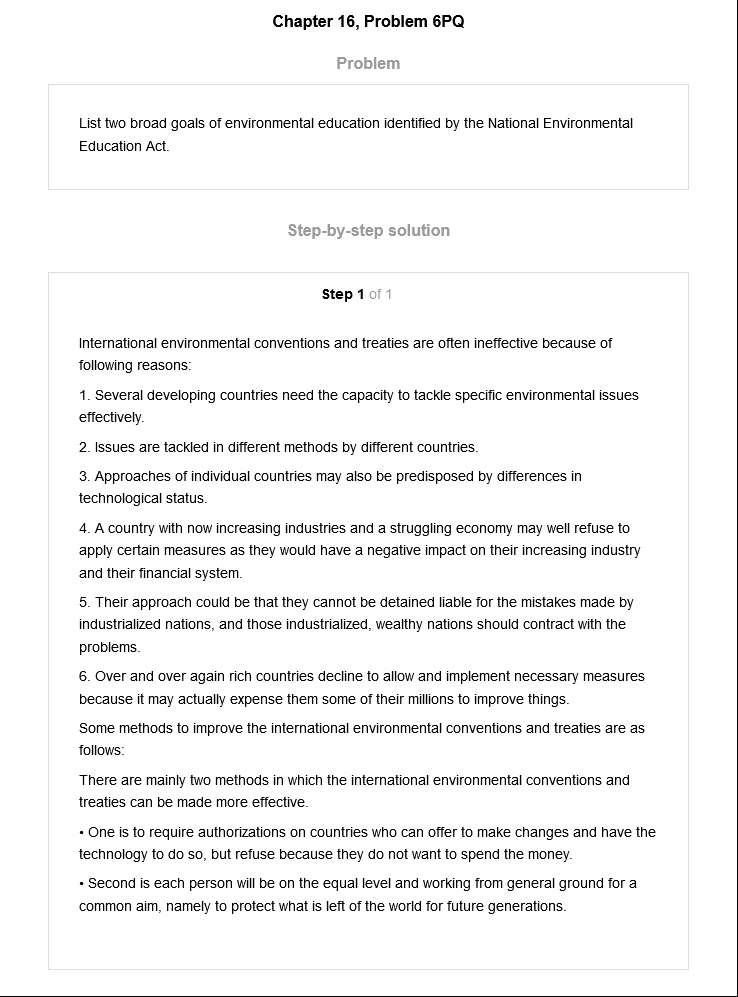 Chapter 16, Problem 6PQ
Problem
List two broad goals of environmental education identified by the National Environmental
Education Act.
Step-by-step solution
Step 1 of 1
International environmental conventions and treaties are often ineffective because of
following reasons:
1. Several developing countries need the capacity to tackle specific environmental issues
effectively.
2. Issues are tackled in different methods by different countries.
3. Approaches of individual countries may also be predisposed by differences in
technological status.
4. A country with now increasing industries and a struggling economy may well refuse to
apply certain measures as they would have a negative impact on their increasing industry
and their financial system.
5. Their approach could be that they cannot be detained liable for the mistakes made by
industrialized nations, and those industrialized, wealthy nations should contract with the
problems.
6. Over and over again rich countries decline to allow and implement necessary measures
because it may actually expense them some of their millions to improve things.
Some methods to improve the international environmental conventions and treaties are as
follows:
There are mainly two methods in which the international environmental conventions and
treaties can be made more effective.
• One is to require authorizations on countries who can offer to make changes and have the
technology to do so, but refuse because they do not want to spend the money.
• Second is each person will be on the equal level and working from general ground for a
common aim, namely to protect what is left of the world for future generations.